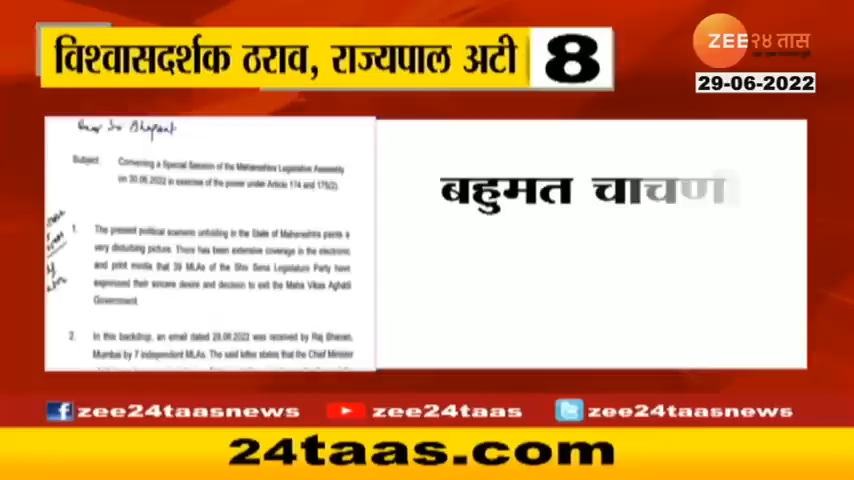 विश्वासदर्शक ठराव, राज्यपाल अटी 8
ZEE २४ तास
29-06-2022
Subject: Convening a Special Session of the Maharashtra Legislative Assembly
on 30.06.2022 in exercise of the power under Article 174 and 175(2).
बहुमत चाचणी
1. The present political scenario unfolding in the State of Maharashtra paints a
very disturbing picture. There has been extensive coverage in the electronic
and print media that 39 MLAs of the Shiv Sena Legislature Party have
expressed their sincere desire and decision to exit the Maha Vikas Aghadi
Government.
2. In this backdrop, an email dated 28.06.2022 was received by Raj Bhavan,
Mumbai by 7 independent MLAs. The said letter states that the Chief Minister
zee24taasnews
zee24taas
zee24taasnews
24taas.com